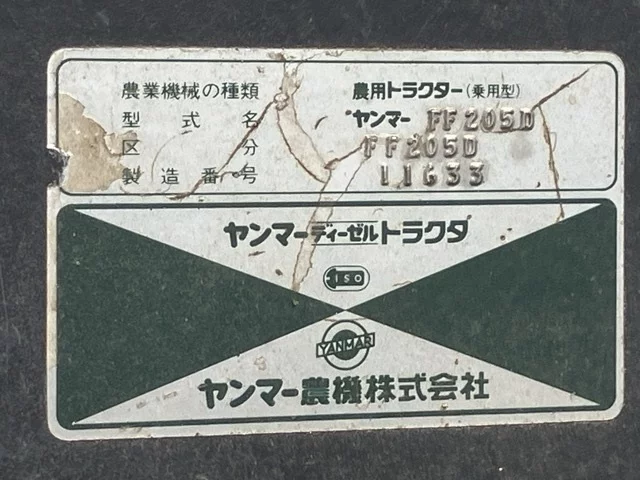 農業機械の種類 農用トラクター(乗用型)
型式名 ヤンマー FF205D
区分 FF205D
製造番号 11633
ヤンマーディーゼルトラクタ
ISO
YANMAR
ヤンマー農機株式会社